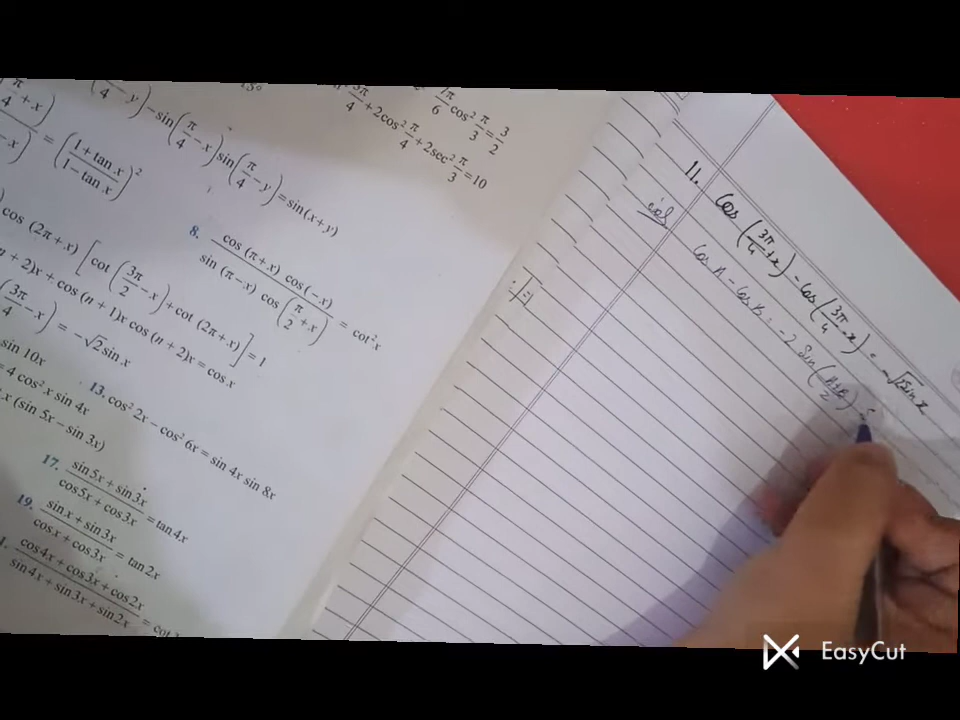 15°
7π/6 cos² π/3 = 3/2
3π/4 + 2cos² π/4 + 2sec² π/3 = 10
(π/4 − y) − sin(π/4 − x) sin(π/4 − y) = sin(x + y)
π/4 + x) = ((1 + tan x)/(1 − tan x))²
8. cos (π + x) cos (−x) / sin (π − x) cos (π/2 + x) = cot² x
cos (2π + x) [cot (3π/2 − x) + cot (2π + x)] = 1
n + 2)x + cos (n + 1)x cos (n + 2)x = cos x
(3π/4 − x) = −√2 sin x
sin 10x
13. cos² 2x − cos² 6x = sin 4x sin 8x
= 4 cos² x sin 4x
x (sin 5x − sin 3x)
17. sin 5x + sin 3x / cos 5x + cos 3x = tan 4x
19. sin x + sin 3x / cos x + cos 3x = tan 2x
cos 4x + cos 3x + cos 2x / sin 4x + sin 3x + sin 2x = cot 3
11. Cos (3π/4 + x) − Cos (3π/4 − x) = −√2 Sin x
Sol
Cos A − Cos B = −2 Sin (A+B/2)
EasyCut